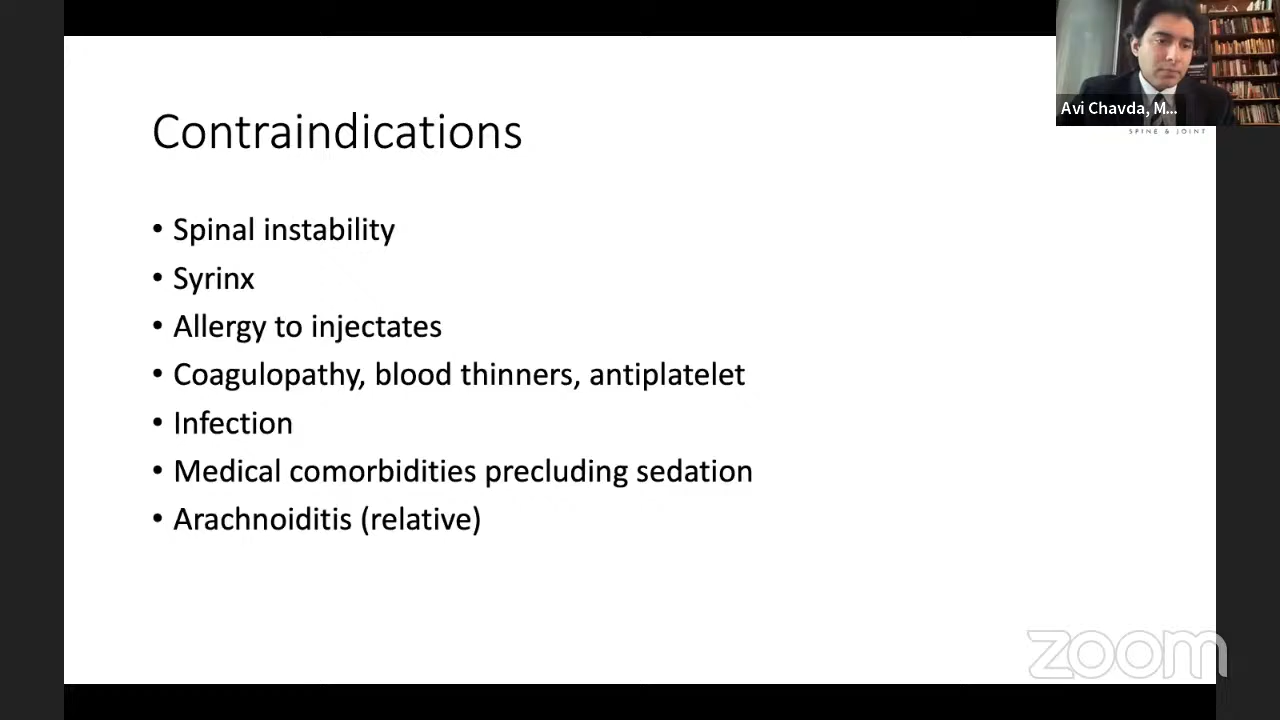 Avi Chavda, M...
SPINE & JOINT
Contraindications
• Spinal instability
• Syrinx
• Allergy to injectates
• Coagulopathy, blood thinners, antiplatelet
• Infection
• Medical comorbidities precluding sedation
• Arachnoiditis (relative)
zoom